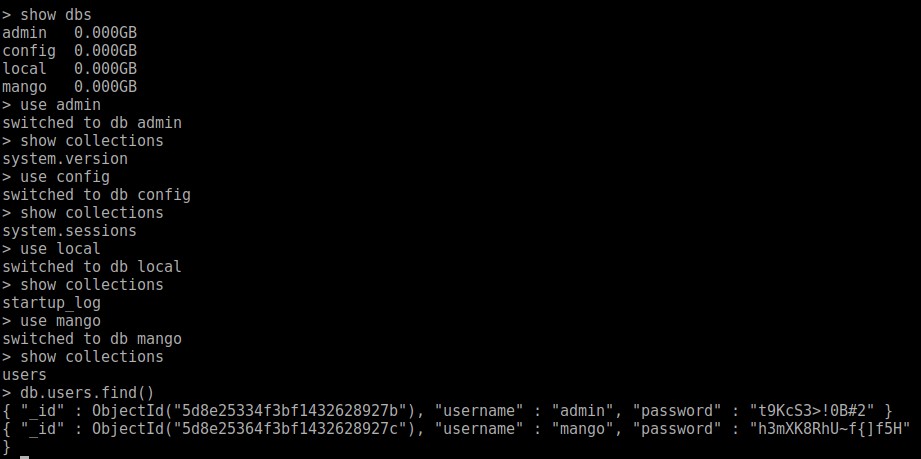 > show dbs
admin   0.000GB
config  0.000GB
local   0.000GB
mango   0.000GB
> use admin
switched to db admin
> show collections
system.version
> use config
switched to db config
> show collections
system.sessions
> use local
switched to db local
> show collections
startup_log
> use mango
switched to db mango
> show collections
users
> db.users.find()
{ "_id" : ObjectId("5d8e25334f3bf1432628927b"), "username" : "admin", "password" : "t9KcS3>!0B#2" }
{ "_id" : ObjectId("5d8e25364f3bf1432628927c"), "username" : "mango", "password" : "h3mXK8RhU~f{]f5H"
}